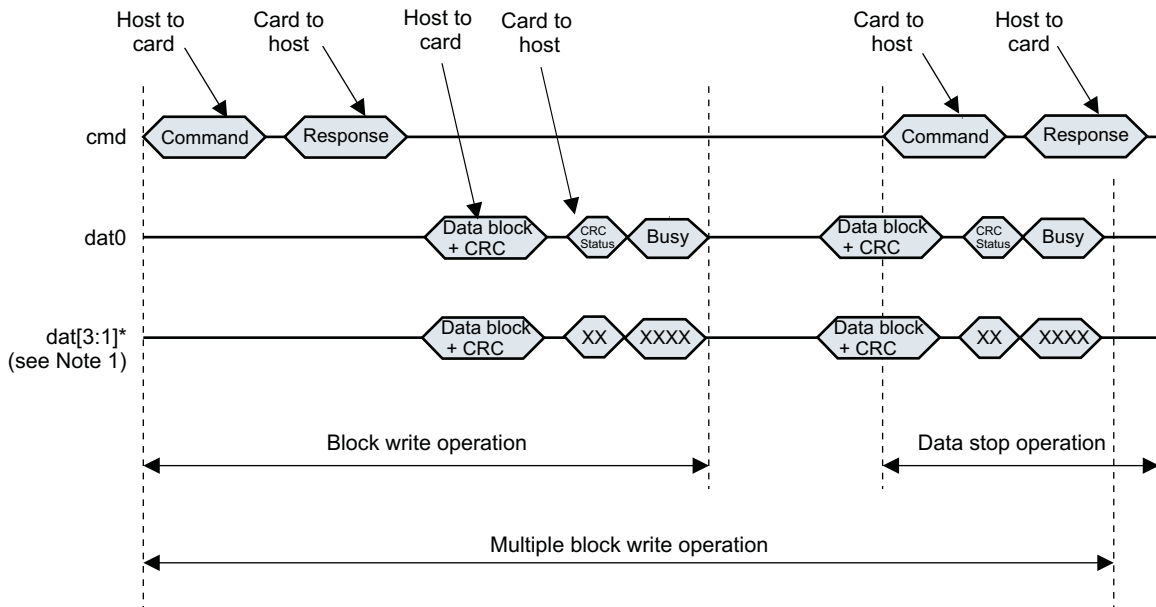 Host to
card
Card to
host
Host to
card
Card to
host
Card to
host
Host to
card
cmd
Command
Response
Command
Response
dat0
Data block
+ CRC
CRC
Status
Busy
Data block
+ CRC
CRC
Status
Busy
dat[3:1]*
(see Note 1)
Data block
+ CRC
XX
XXXX
Data block
+ CRC
XX
XXXX
Block write operation
Data stop operation
Multiple block write operation